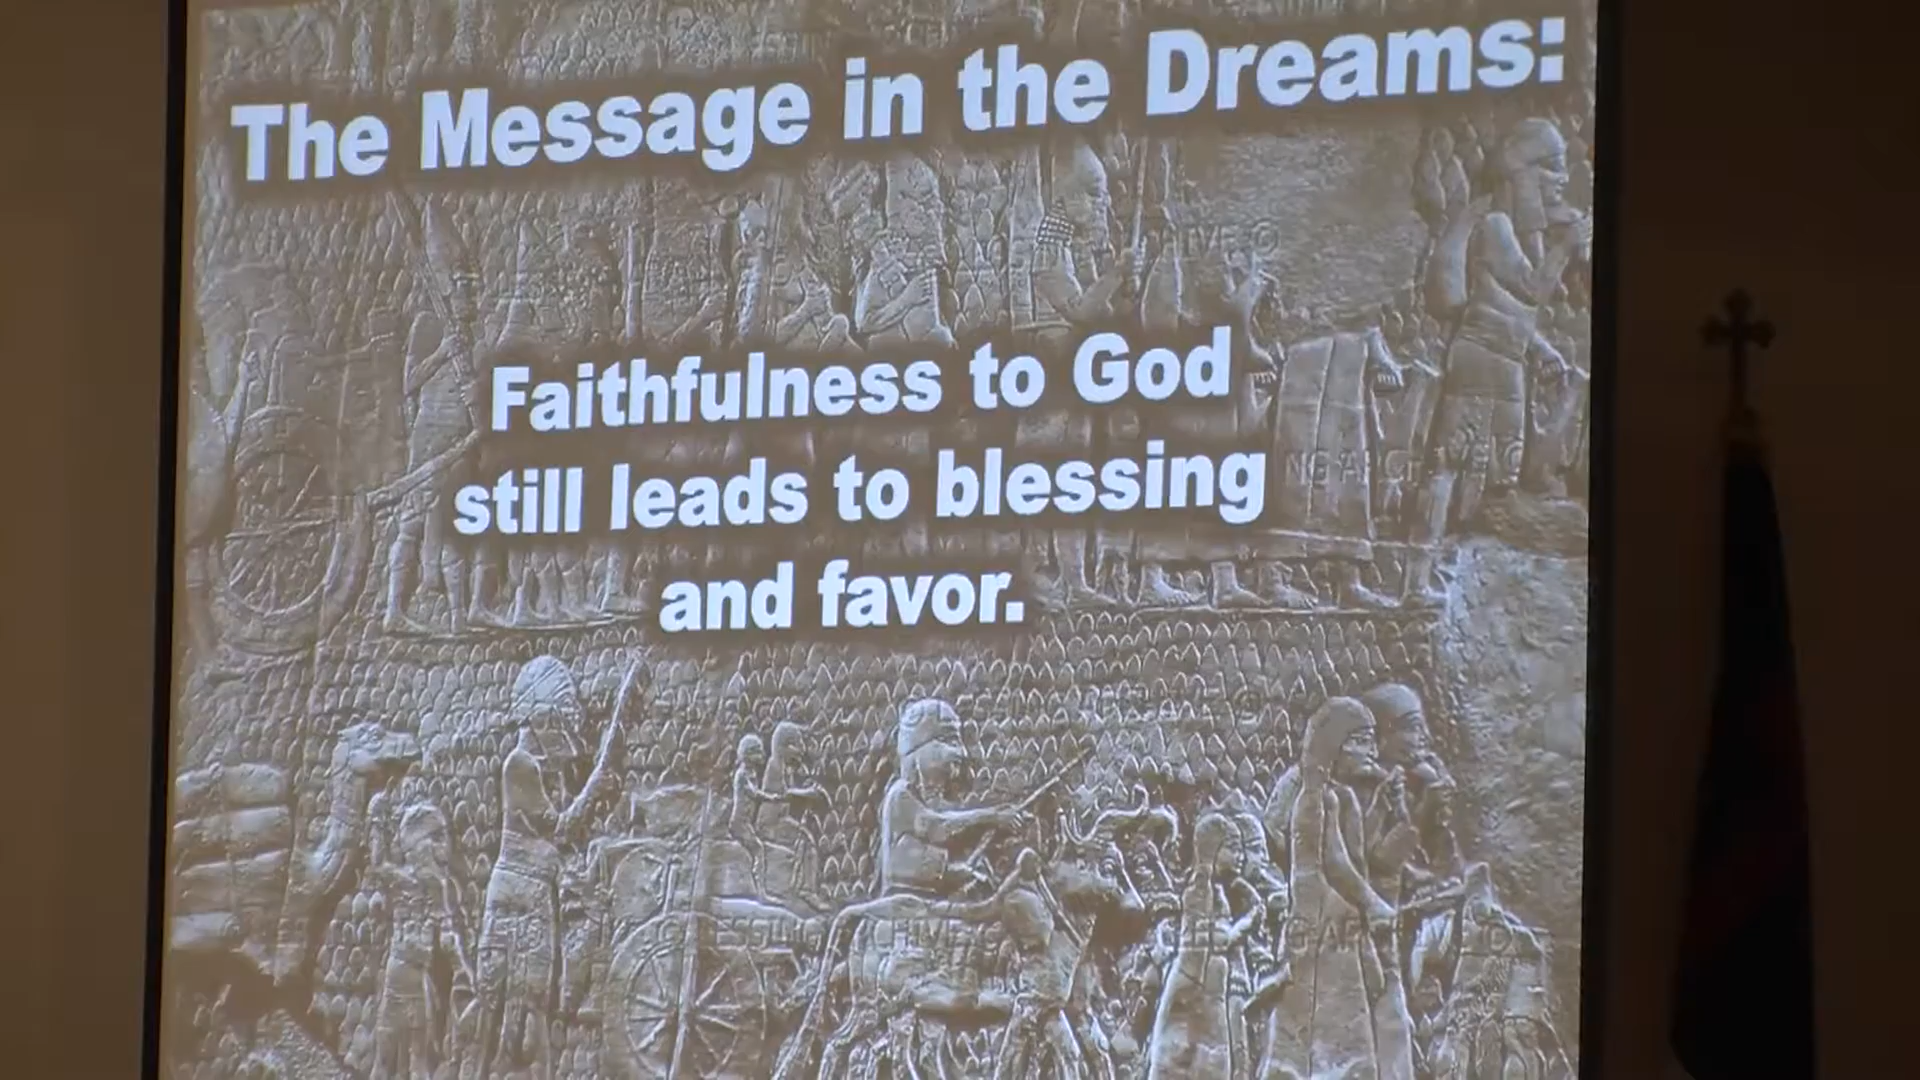 The Message in the Dreams:
Faithfulness to God
still leads to blessing
and favor.